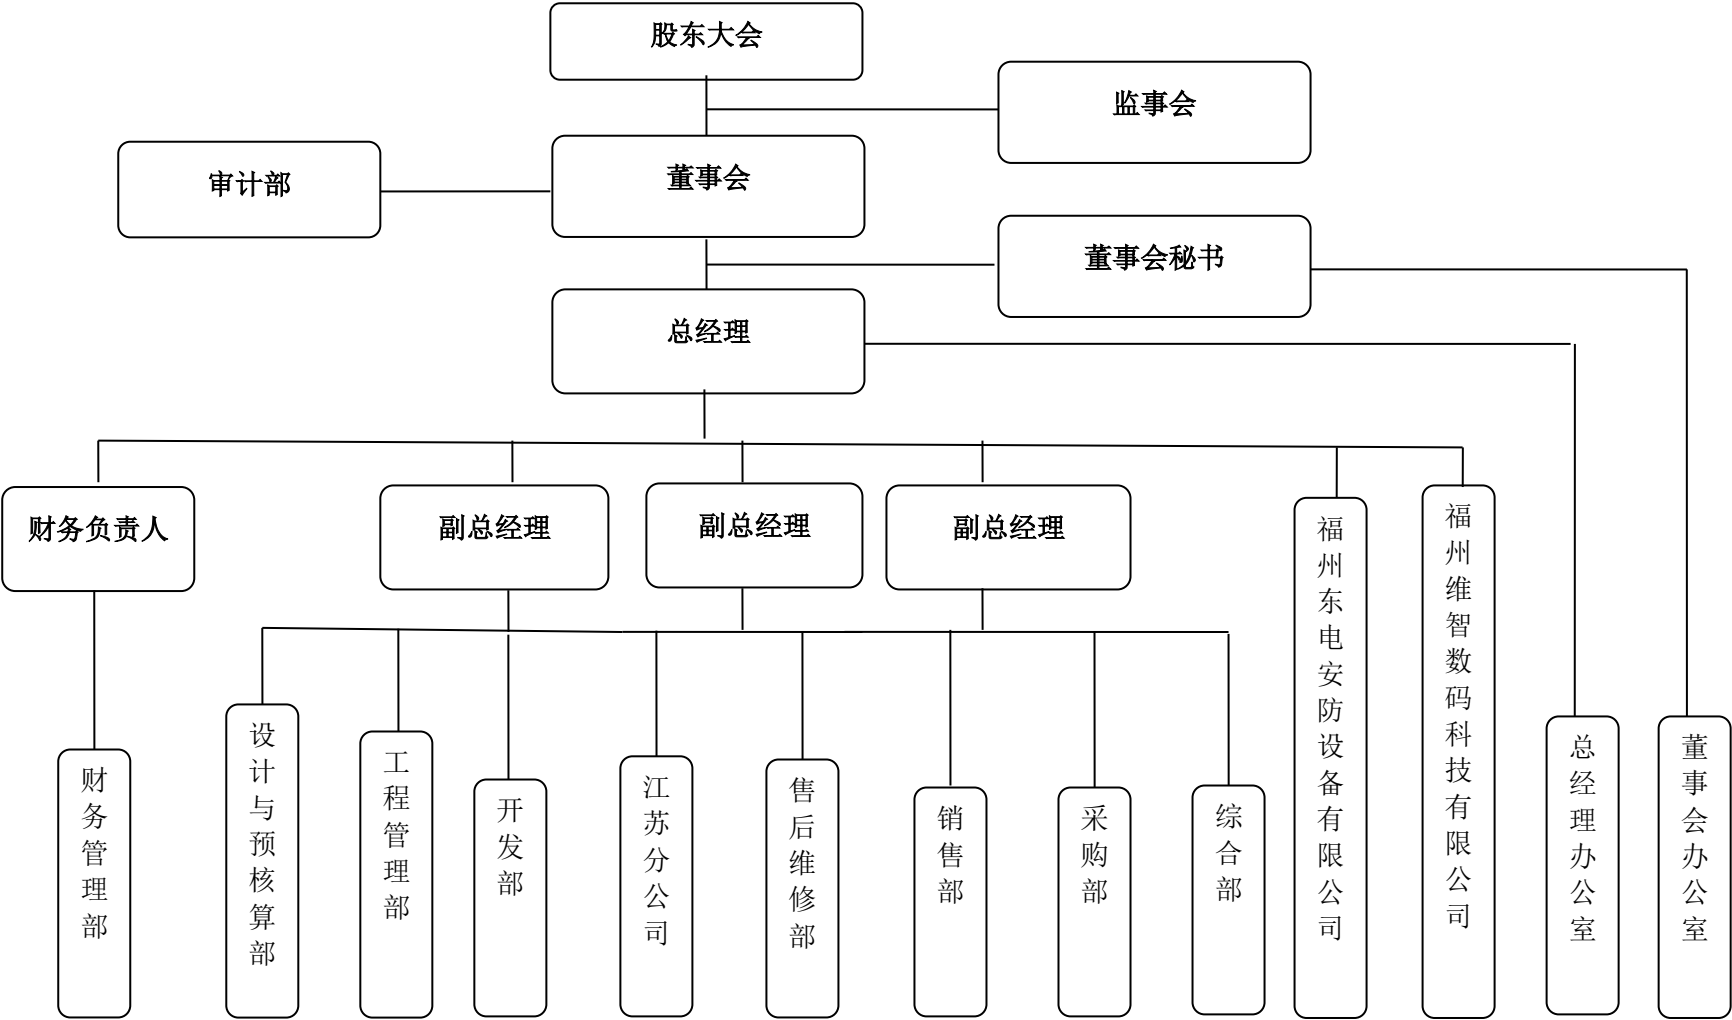 股东大会
监事会
审计部
董事会
董事会秘书
总经理
财务负责人
副总经理
副总经理
副总经理
财务管理部
设计与预核算部
工程管理部
开发部
江苏分公司
售后维修部
销售部
采购部
综合部
福州东电安防设备有限公司
福州维智数码科技有限公司
总经理办公室
董事会办公室